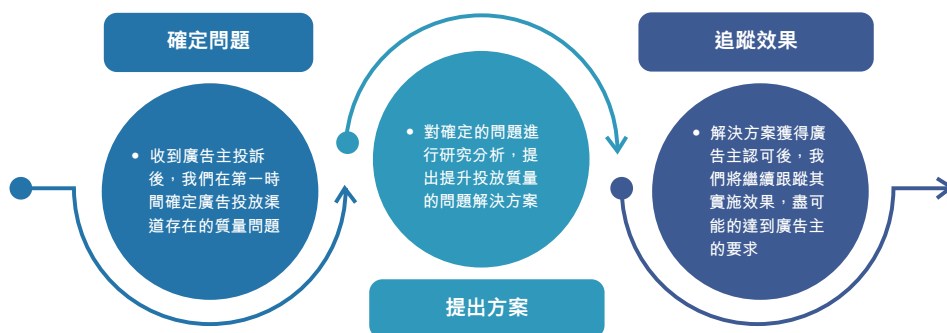 確定問題
• 收到廣告主投訴
後，我們在第一時
間確定廣告投放渠
道存在的質量問題
• 對確定的問題進
行研究分析，提
出提升投放質量
的問題解決方案
提出方案
追蹤效果
• 解決方案獲得廣
告主認可後，我
們將繼續跟蹤其
實施效果，盡可
能的達到廣告主
的要求